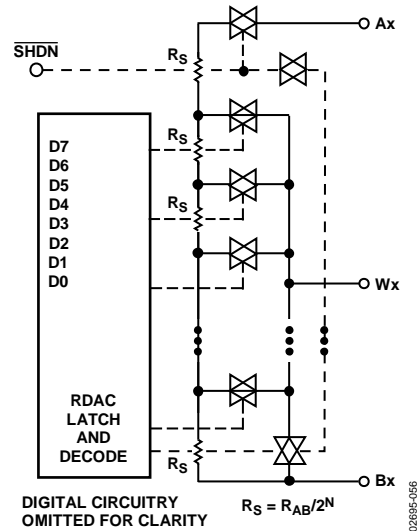 Ax
SHDN
RS
RS
D7
D6
RS
D5
D4
D3
D2
D1
D0
Wx
RDAC
LATCH
AND
DECODE
RS
Bx
DIGITAL CIRCUITRY
OMITTED FOR CLARITY
RS = RAB/2N
02695-056